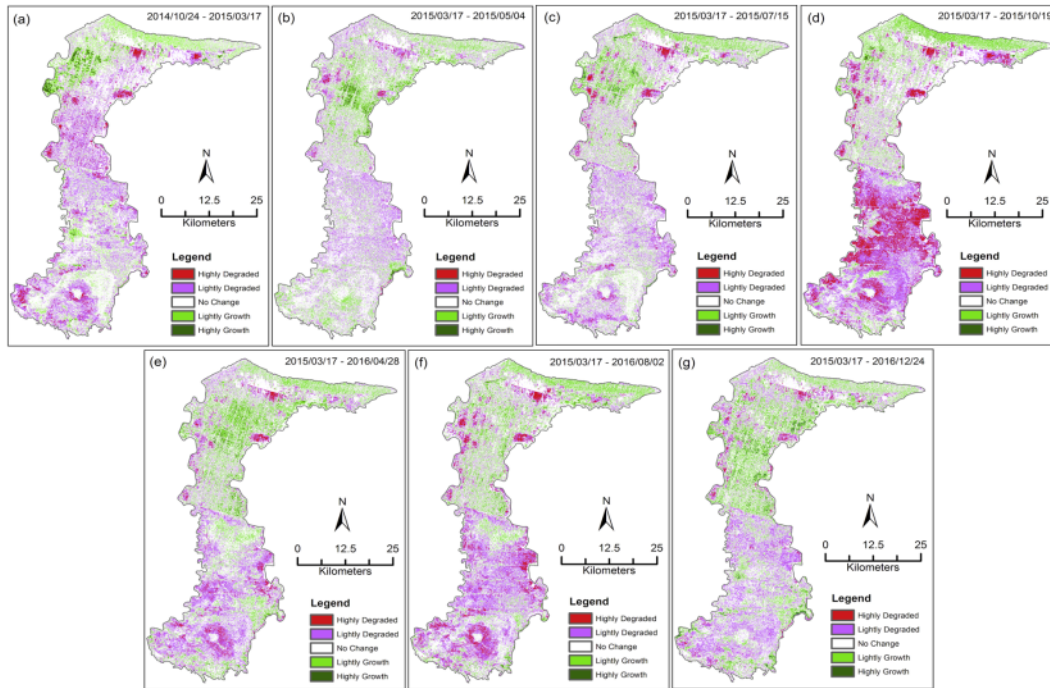 (a) 2014/10/24 - 2015/03/17
N
0 12.5 25
Kilometers
Legend
Highly Degraded
Lightly Degraded
No Change
Lightly Growth
Highly Growth
(b) 2015/03/17 - 2015/05/04
N
0 12.5 25
Kilometers
Legend
Highly Degraded
Lightly Degraded
No Change
Lightly Growth
Highly Growth
(c) 2015/03/17 - 2015/07/15
N
0 12.5 25
Kilometers
Legend
Highly Degraded
Lightly Degraded
No Change
Lightly Growth
Highly Growth
(d) 2015/03/17 - 2015/10/19
N
0 12.5 25
Kilometers
Legend
Highly Degraded
Lightly Degraded
No Change
Lightly Growth
Highly Growth
(e) 2015/03/17 - 2016/04/28
N
0 12.5 25
Kilometers
Legend
Highly Degraded
Lightly Degraded
No Change
Lightly Growth
Highly Growth
(f) 2015/03/17 - 2016/08/02
N
0 12.5 25
Kilometers
Legend
Highly Degraded
Lightly Degraded
No Change
Lightly Growth
Highly Growth
(g) 2015/03/17 - 2016/12/24
N
0 12.5 25
Kilometers
Legend
Highly Degraded
Lightly Degraded
No Change
Lightly Growth
Highly Growth